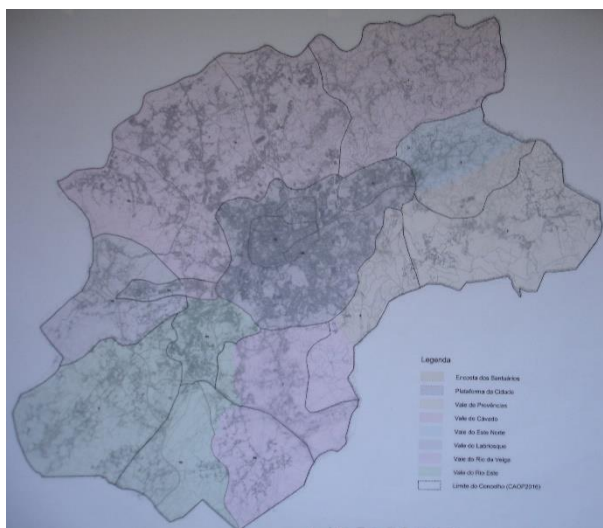 Legenda
Encosta dos Santuários
Plataforma da Cidade
Vale do Cávado
Vale do Este Norte
Vale do Labriosque
Vale do Rio da Veiga
Vale do Rio Este
Limite do Concelho (CAOP2016)